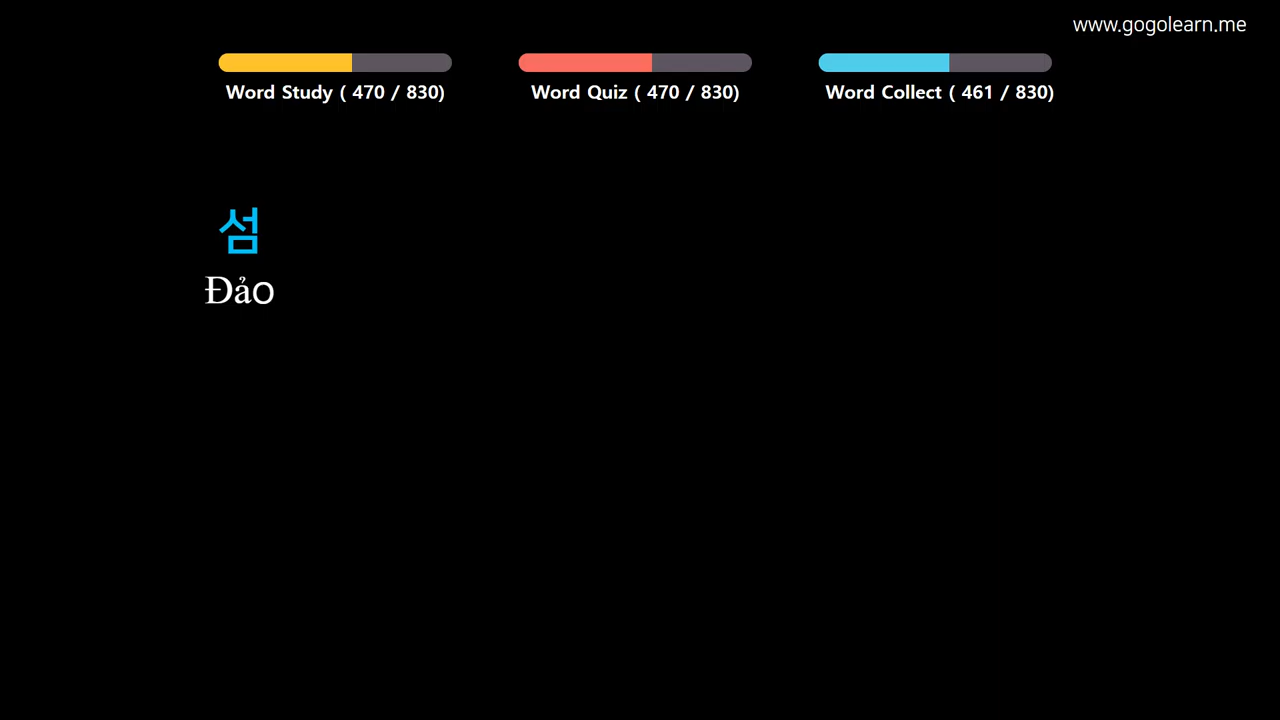 www.gogolearn.me
Word Study ( 470 / 830)
Word Quiz ( 470 / 830)
Word Collect ( 461 / 830)
섬
Đảo